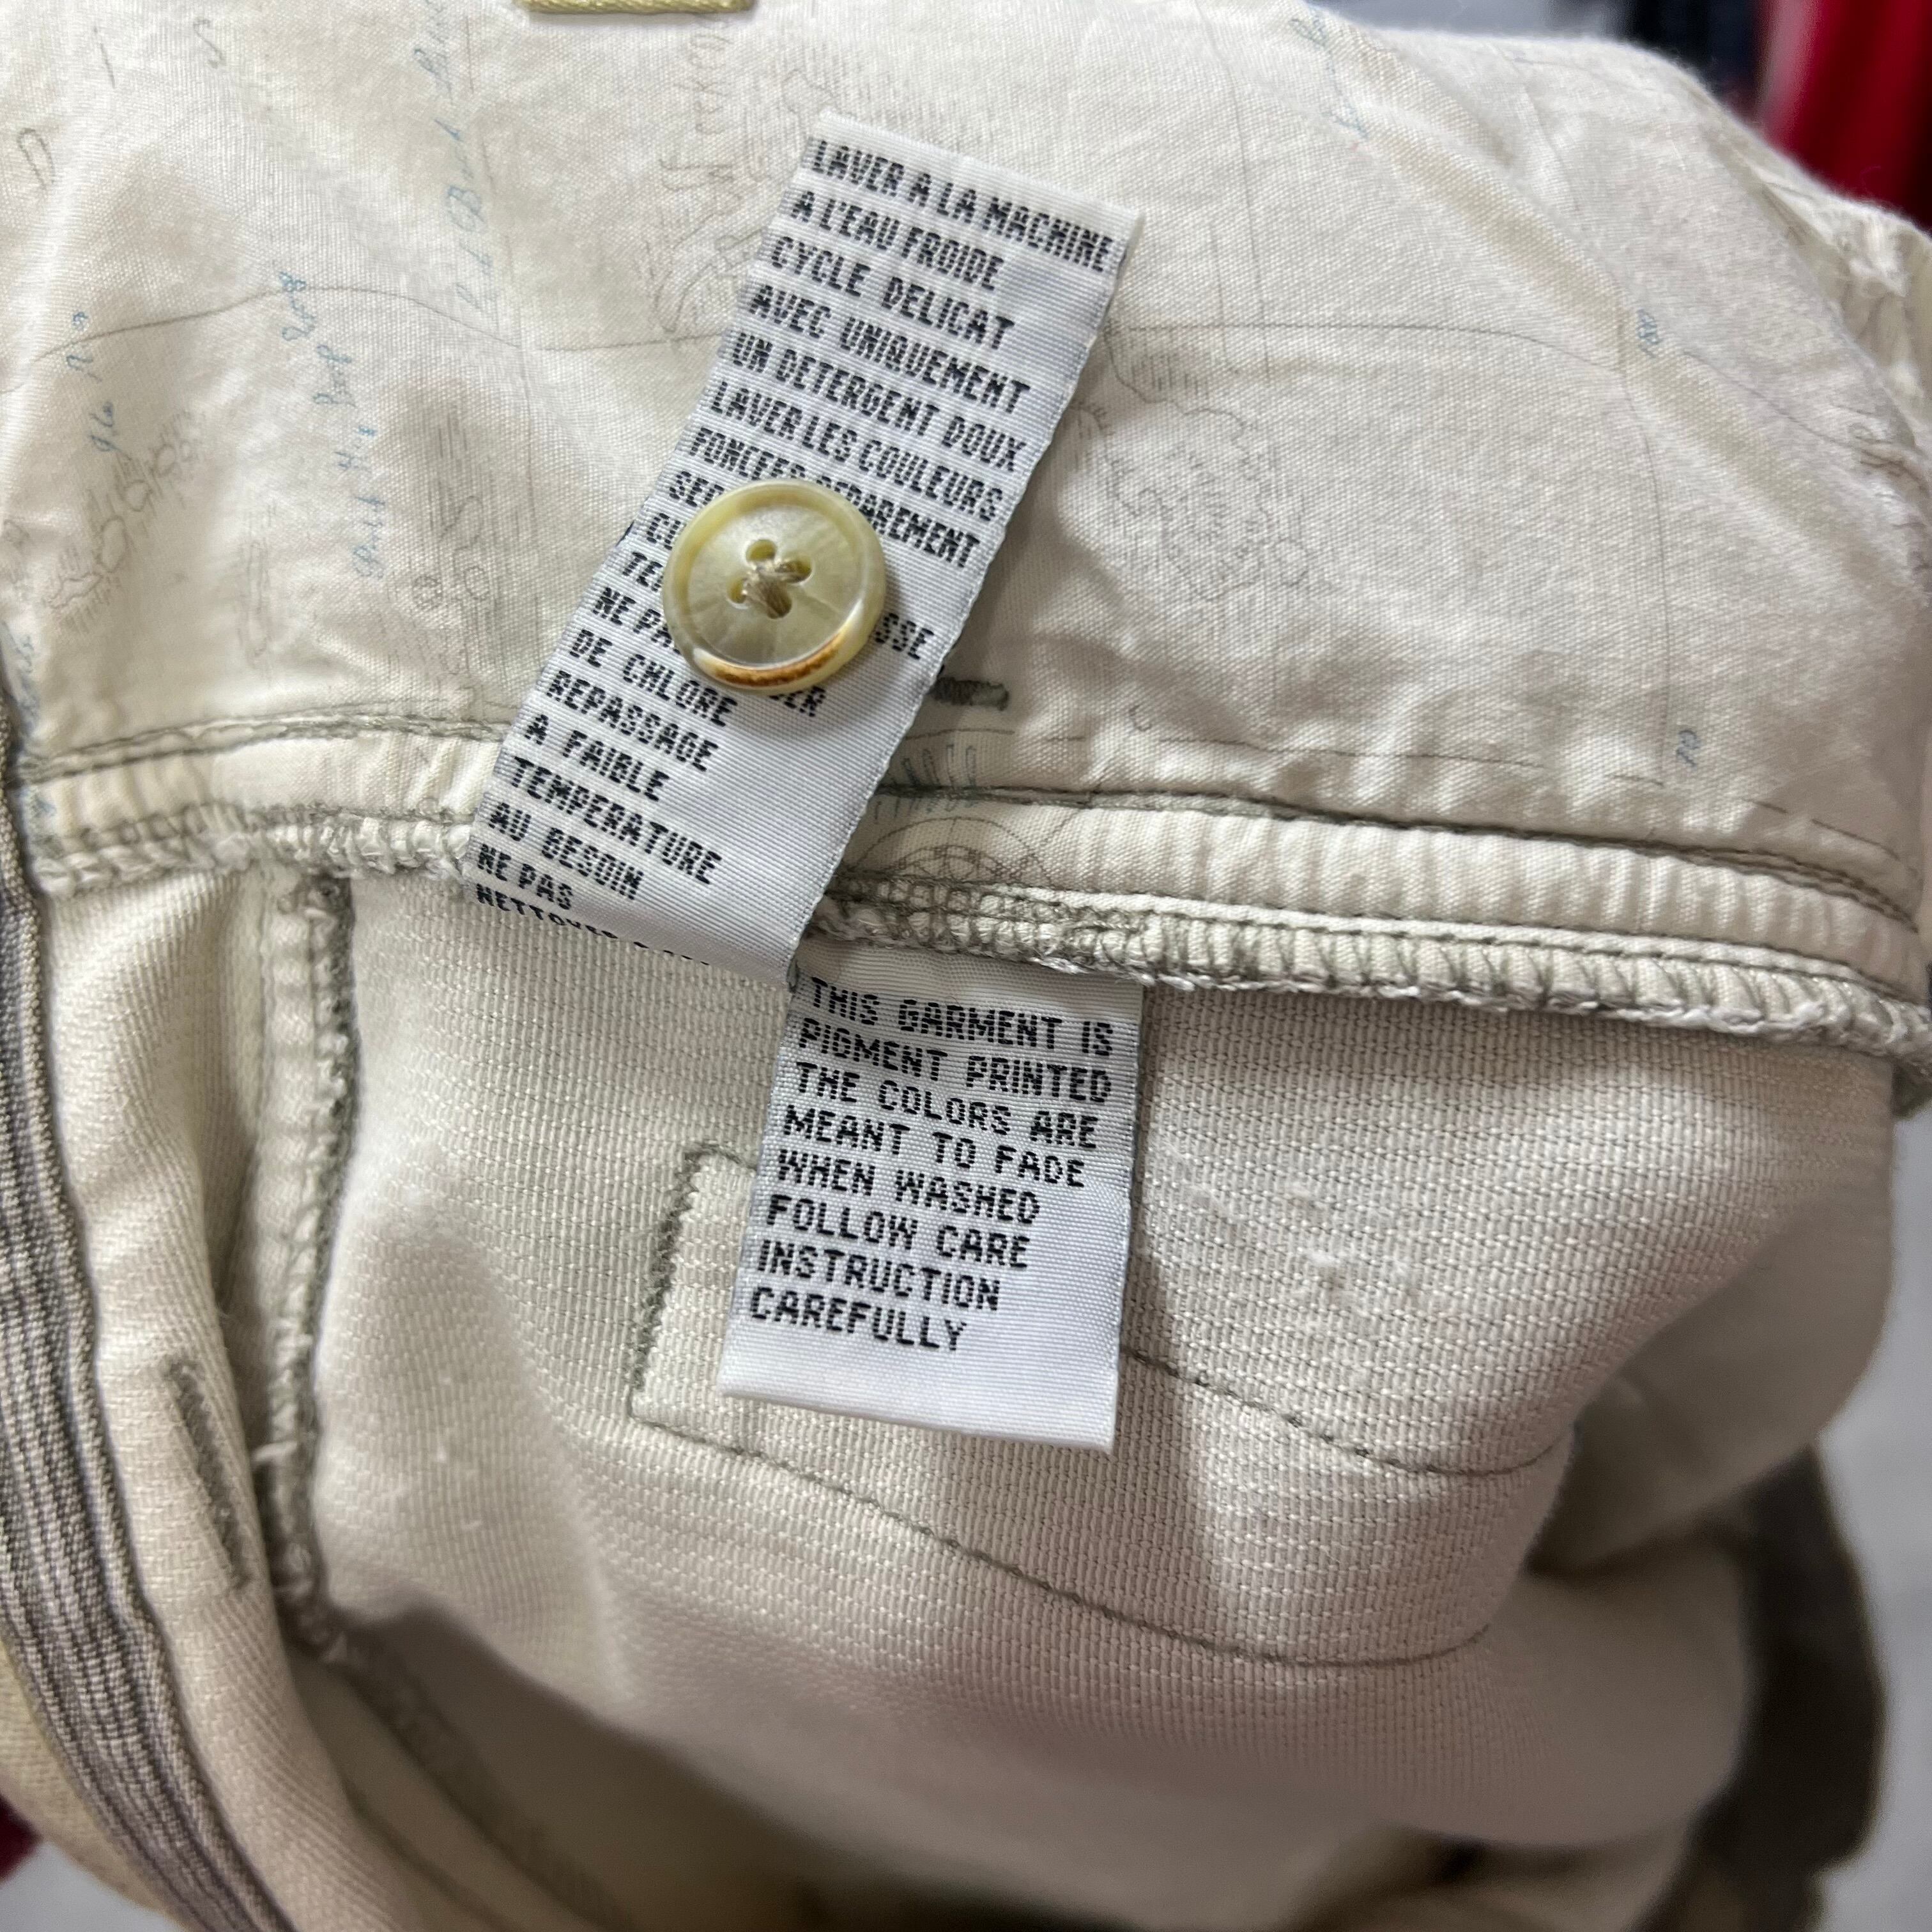 LAVER A LA MACHINE
A L'EAU FROIDE
CYCLE DELICAT
AVEC UNIQUEMENT
UN DETERGENT DOUX
LAVER LES COULEURS
FONCEES SEPAREMENT
NE PAS
DE CHLORE
REPASSAGE
A FAIBLE
TEMPERATURE
AU BESOIN
NE PAS
THIS GARMENT IS
PIGMENT PRINTED
THE COLORS ARE
MEANT TO FADE
WHEN WASHED
FOLLOW CARE
INSTRUCTION
CAREFULLY